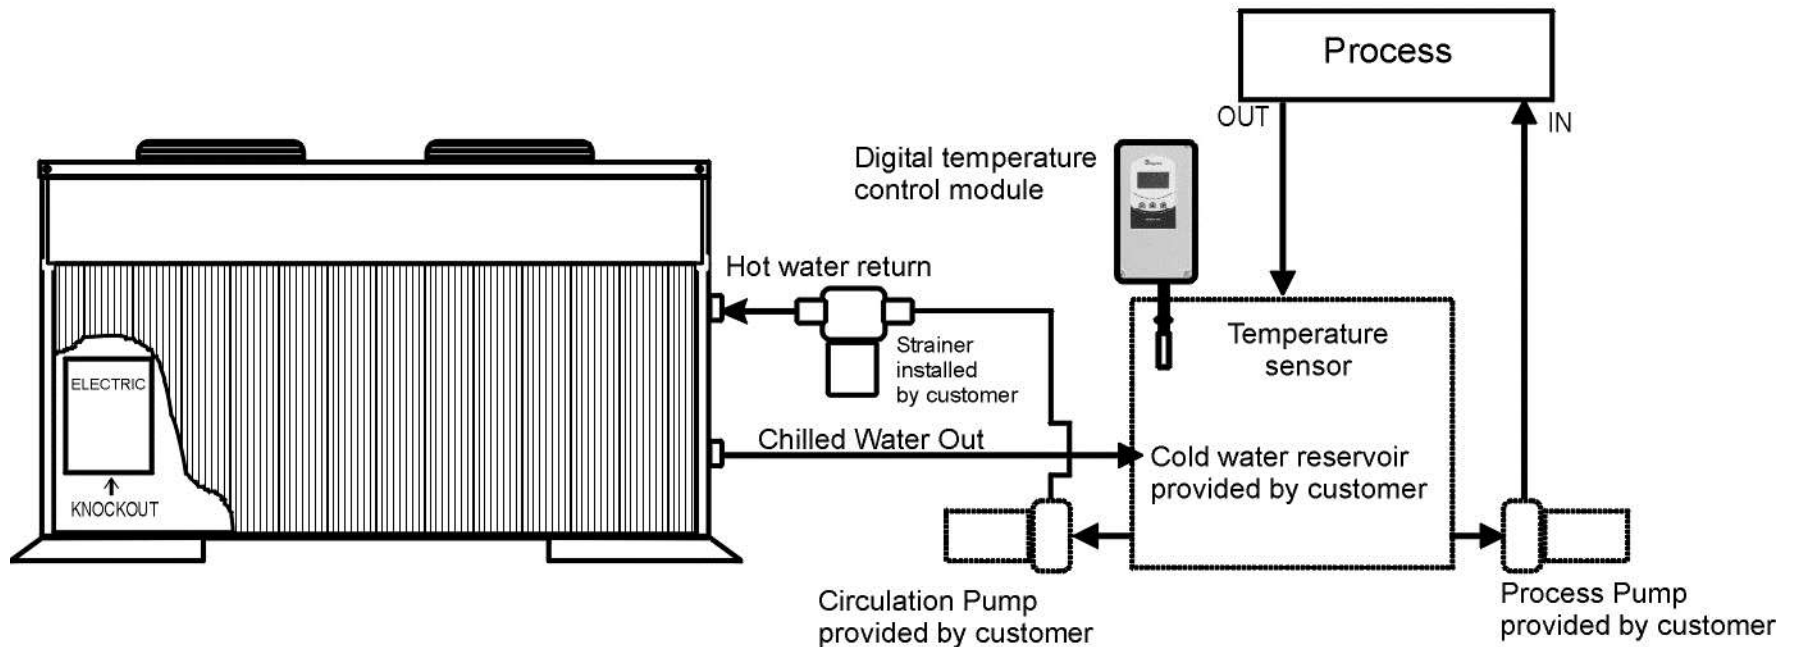 Process
OUT
IN
Digital temperature
control module
Hot water return
Strainer
installed
by customer
Temperature
sensor
ELECTRIC
KNOCKOUT
Chilled Water Out
Cold water reservoir
provided by customer
Circulation Pump
provided by customer
Process Pump
provided by customer